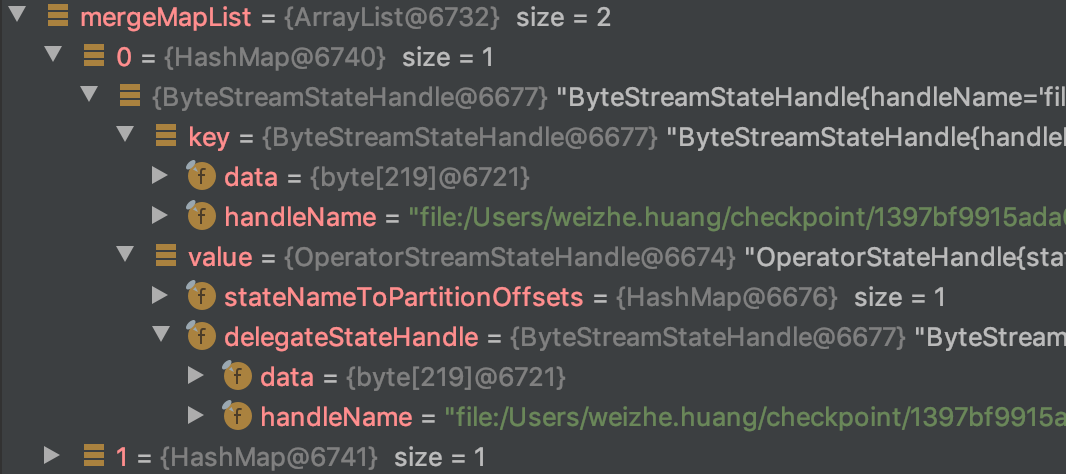 mergeMapList = {ArrayList@6732} size = 2
0 = {HashMap@6740} size = 1
{ByteStreamStateHandle@6677} "ByteStreamStateHandle{handleName='fil
key = {ByteStreamStateHandle@6677} "ByteStreamStateHandle{handle
f data = {byte[219]@6721}
f handleName = "file:/Users/weizhe.huang/checkpoint/1397bf9915ada
value = {OperatorStreamStateHandle@6674} "OperatorStateHandle{stat
f stateNameToPartitionOffsets = {HashMap@6676} size = 1
f delegateStateHandle = {ByteStreamStateHandle@6677} "ByteStream
f data = {byte[219]@6721}
f handleName = "file:/Users/weizhe.huang/checkpoint/1397bf9915a
1 = {HashMap@6741} size = 1